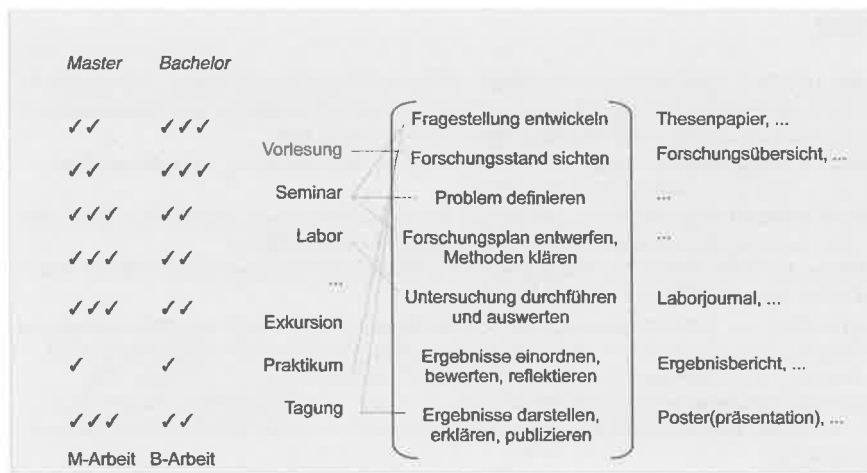 Master Bachelor
✓✓ ✓✓✓ Fragestellung entwickeln Thesenpapier, ...
Vorlesung
✓✓ ✓✓✓ Forschungsstand sichten Forschungsübersicht, ...
Seminar Problem definieren ...
✓✓✓ ✓✓
Labor Forschungsplan entwerfen, ...
✓✓✓ ✓✓ Methoden klären
...
✓✓✓ ✓✓ Untersuchung durchführen Laborjournal, ...
und auswerten
Exkursion
✓ ✓ Praktikum Ergebnisse einordnen, Ergebnisbericht, ...
bewerten, reflektieren
Tagung
✓✓✓ ✓✓ Ergebnisse darstellen, Poster(präsentation), ...
erklären, publizieren
M-Arbeit B-Arbeit